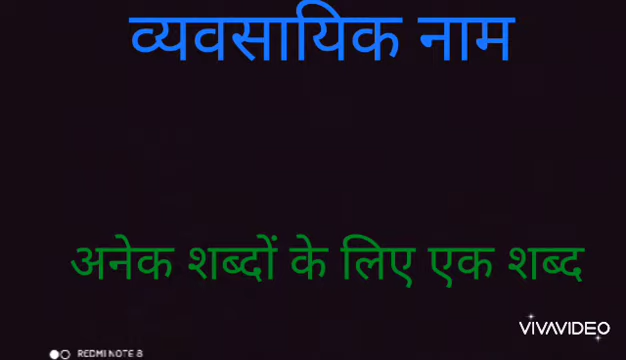 व्यवसायिक नाम
अनेक शब्दों के लिए एक शब्द
VIVAVIDEO
REDMI NOTE 8